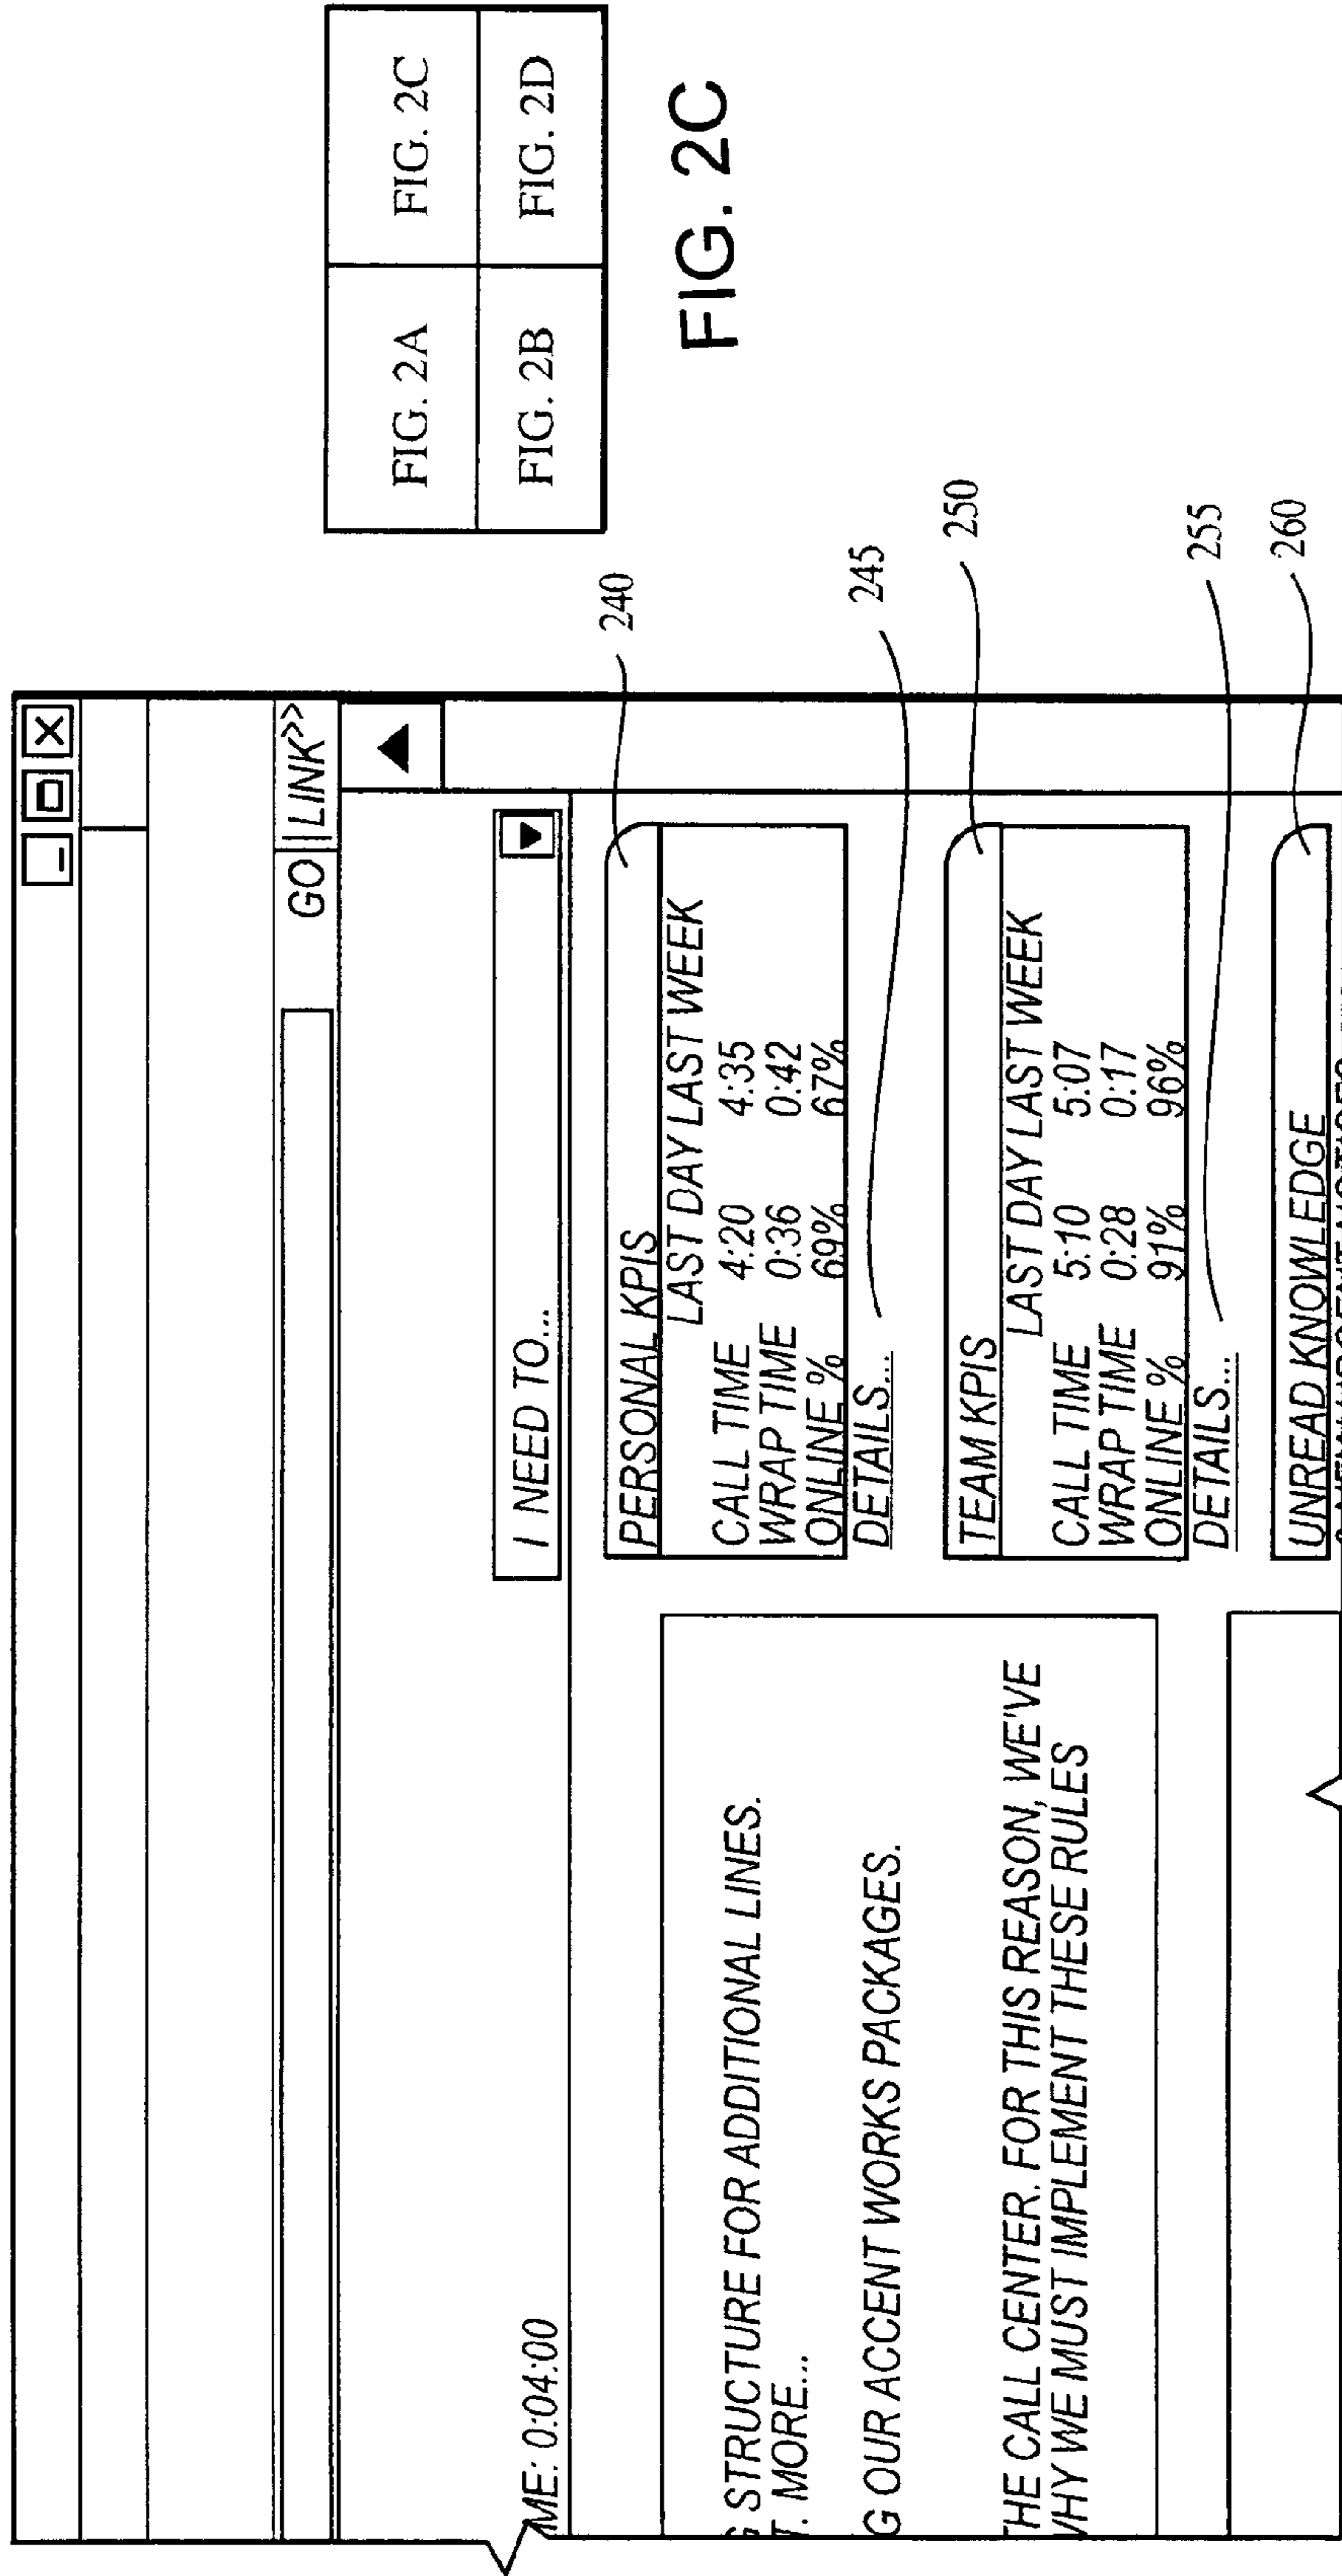 GO LINK>>
ME: 0:04:00
I NEED TO...
STRUCTURE FOR ADDITIONAL LINES.
T. MORE...
G OUR ACCENT WORKS PACKAGES.
HE CALL CENTER. FOR THIS REASON, WE'VE
WHY WE MUST IMPLEMENT THESE RULES
PERSONAL KPIS
LAST DAY LAST WEEK
CALL TIME 4:20 4:35
WRAP TIME 0:36 0:42
ONLINE % 69% 67%
DETAILS...
TEAM KPIS
LAST DAY LAST WEEK
CALL TIME 5:10 5:07
WRAP TIME 0:28 0:17
ONLINE % 91% 96%
DETAILS...
UNREAD KNOWLEDGE
240
245
250
255
260
FIG. 2A FIG. 2C
FIG. 2B FIG. 2D
FIG. 2C